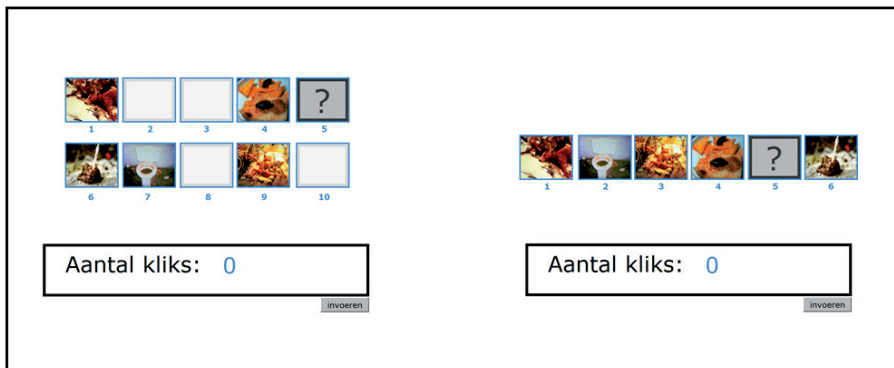 ?
1 2 3 4 5
6 7 8 9 10
Aantal kliks: 0
invoeren
?
1 2 3 4 5 6
Aantal kliks: 0
invoeren